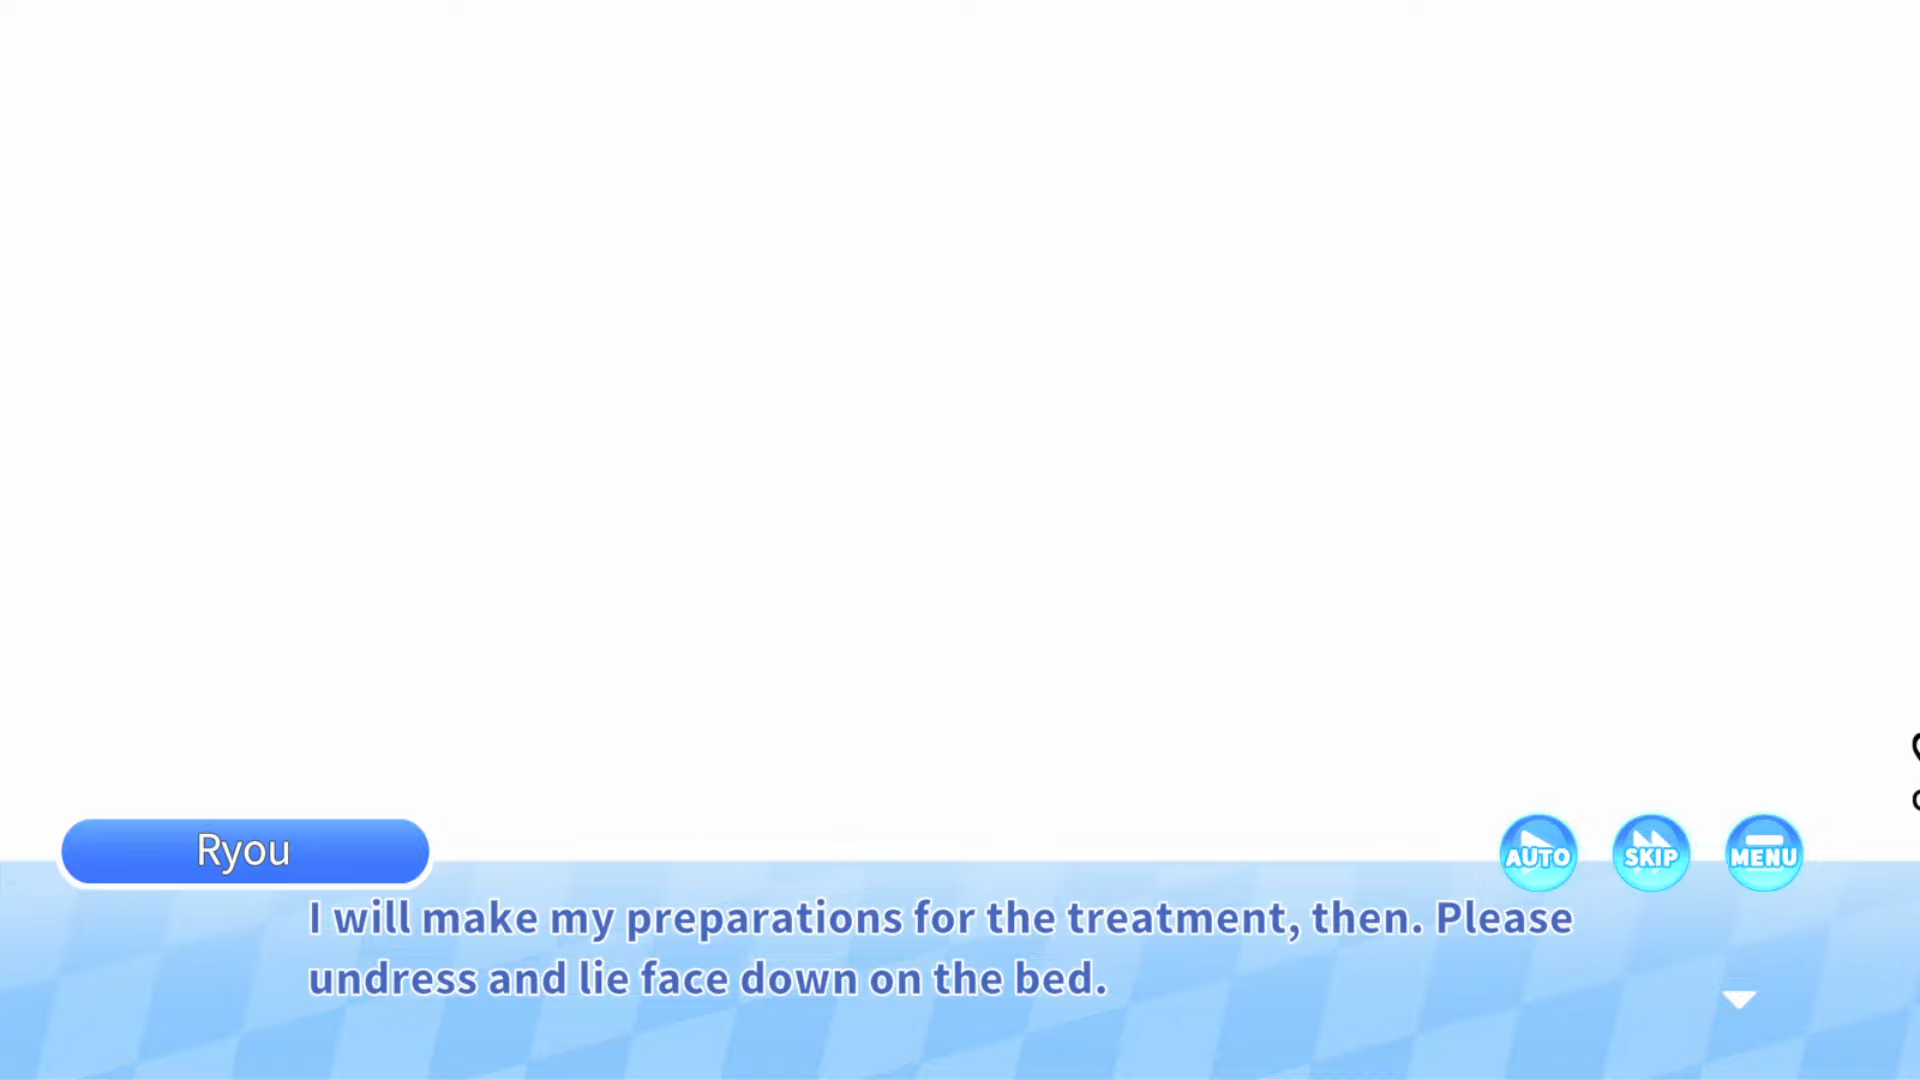 Ryou
AUTO
SKIP
MENU
I will make my preparations for the treatment, then. Please
undress and lie face down on the bed.